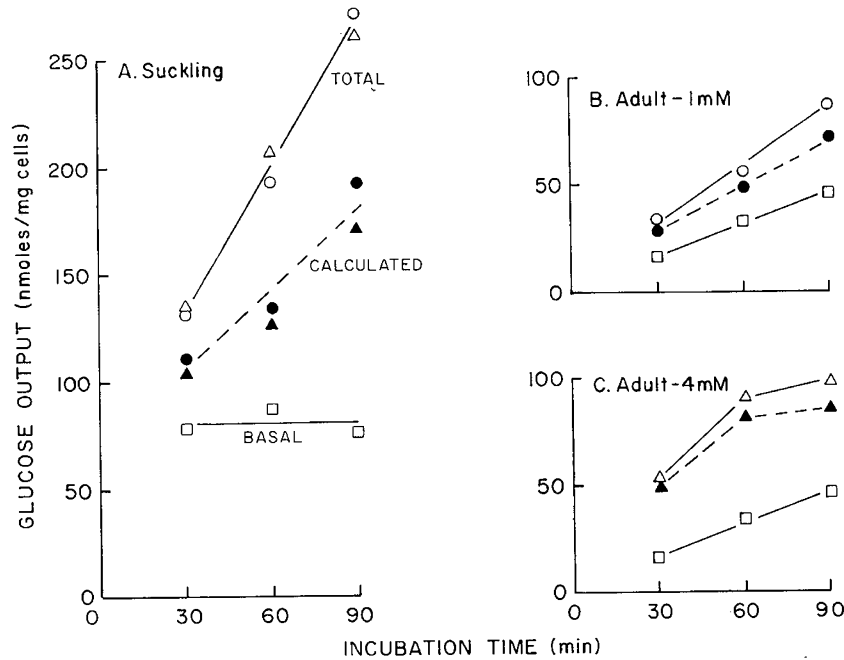 A. Suckling
TOTAL
CALCULATED
BASAL
250
200
150
100
50
0
0 30 60 90
GLUCOSE OUTPUT (nmoles/mg cells)
B. Adult-1mM
100
50
0
C. Adult-4mM
100
50
0
0 30 60 90
INCUBATION TIME (min)